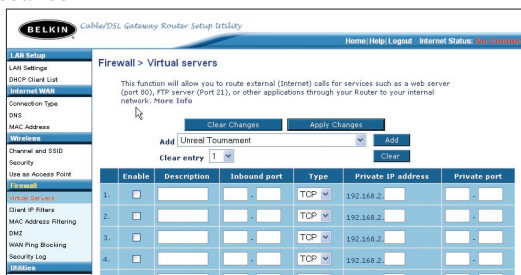 BELKIN Cable/DSL Gateway Router Setup Utility
Home|Help|Logout Internet Status:
LAN Setup
LAN Settings
DHCP Client List
Internet WAN
Connection Type
DNS
MAC Address
Wireless
Channel and SSID
Security
Use as Access Point
Firewall
Virtual Servers
Client IP Filters
MAC Address Filtering
DMZ
WAN Ping Blocking
Security Log
Utilities
Firewall > Virtual servers
This function will allow you to route external (Internet) calls for services such as a web server
(port 80), FTP server (Port 21), or other applications through your Router to your internal
network. More Info
Clear Changes Apply Changes
Add Unreal Tournament Add
Clear entry 1 Clear
Enable Description Inbound port Type Private IP address Private port
1. - TCP 192.168.2. -
2. - TCP 192.168.2. -
3. - TCP 192.168.2. -
4. - TCP 192.168.2. -